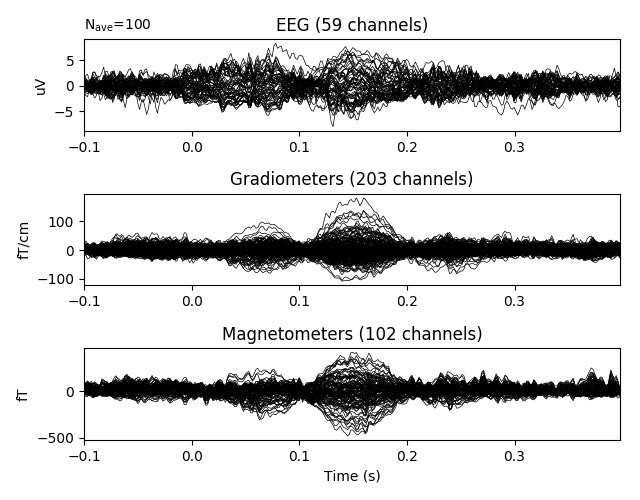 N_ave=100
EEG (59 channels)
5
0
−5
uV
−0.1 0.0 0.1 0.2 0.3
Gradiometers (203 channels)
100
0
−100
fT/cm
−0.1 0.0 0.1 0.2 0.3
Magnetometers (102 channels)
0
−500
fT
−0.1 0.0 0.1 0.2 0.3
Time (s)